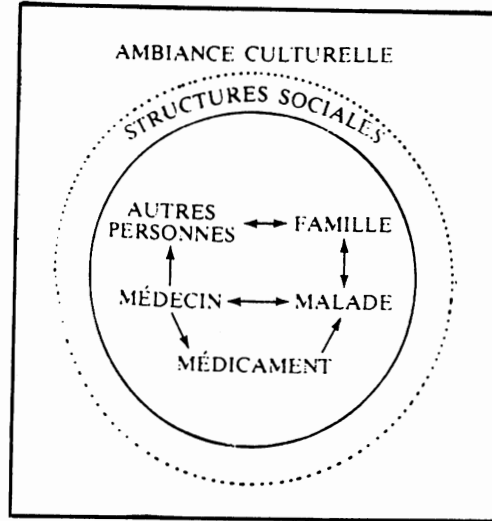 AMBIANCE CULTURELLE
STRUCTURES SOCIALES
AUTRES
PERSONNES
FAMILLE
MÉDECIN
MALADE
MÉDICAMENT